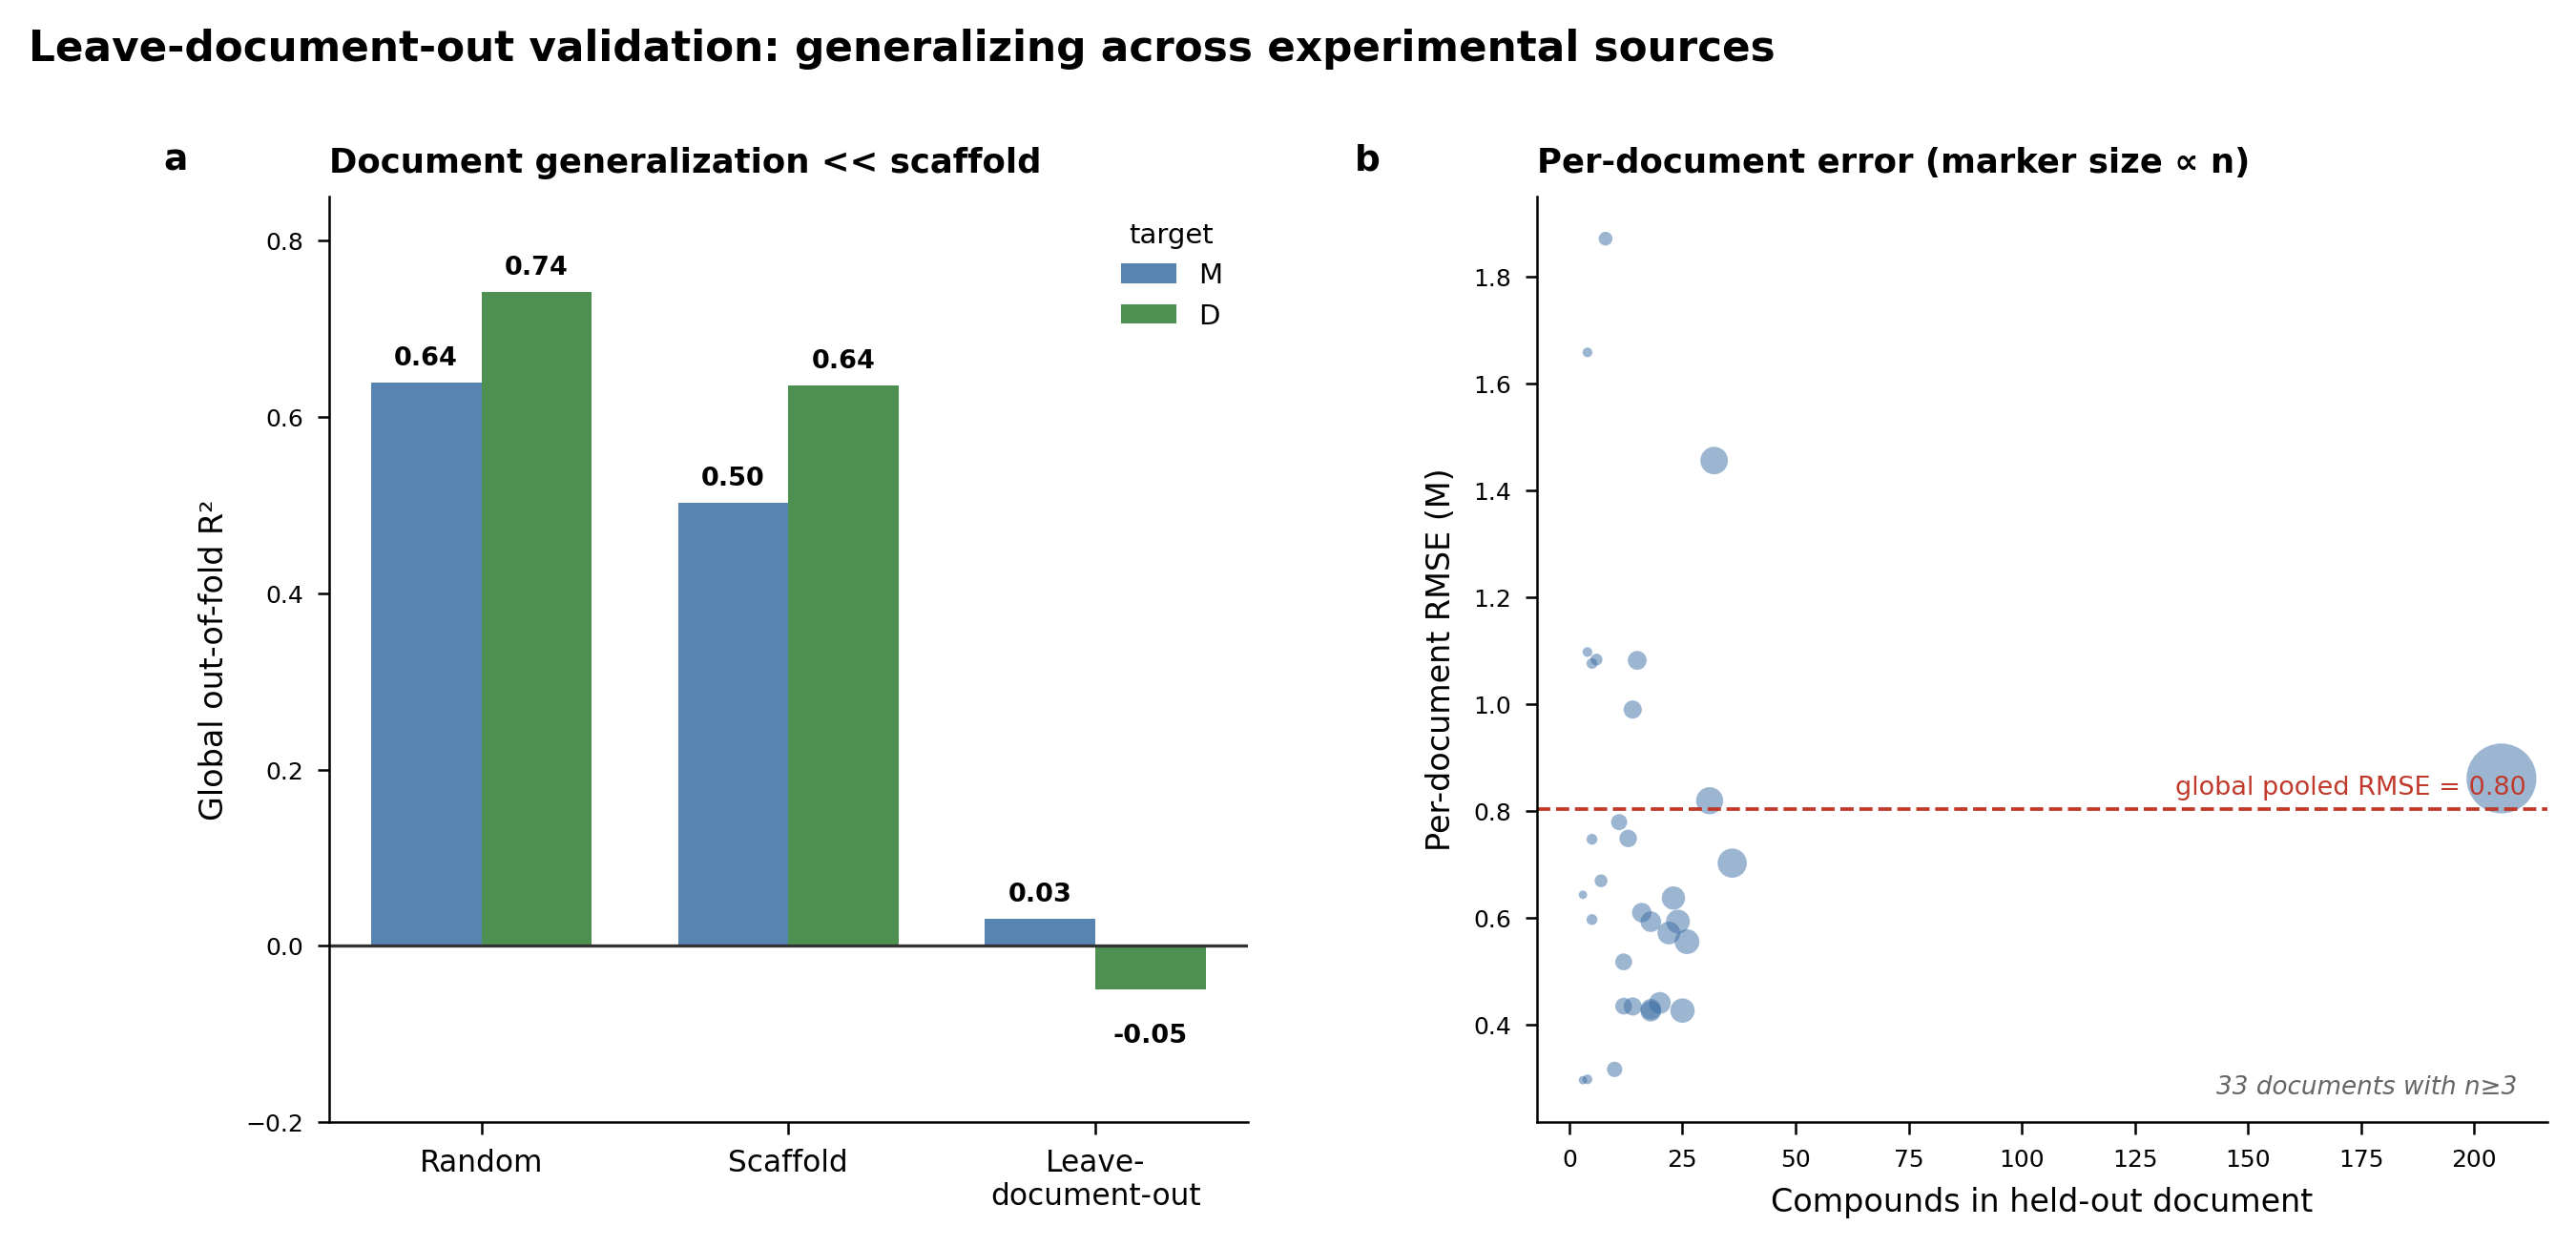 Leave-document-out validation: generalizing across experimental sources
a
Document generalization << scaffold
Global out-of-fold R²
0.8
0.6
0.4
0.2
0.0
−0.2
0.64
0.74
0.50
0.64
0.03
-0.05
target
M
D
Random
Scaffold
Leave-
document-out
b
Per-document error (marker size ∝ n)
Per-document RMSE (M)
1.8
1.6
1.4
1.2
1.0
0.8
0.6
0.4
global pooled RMSE = 0.80
33 documents with n≥3
0
25
50
75
100
125
150
175
200
Compounds in held-out document